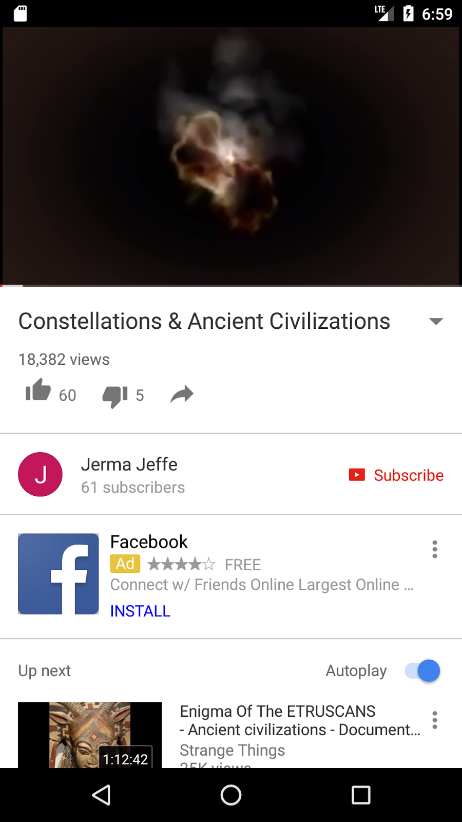 LTE 6:59
Constellations & Ancient Civilizations
18,382 views
60 5
J
Jerma Jeffe
61 subscribers
Subscribe
f
Facebook
Ad FREE
Connect w/ Friends Online Largest Online ...
INSTALL
Up next Autoplay
Enigma Of The ETRUSCANS
- Ancient civilizations - Document...
Strange Things
1:12:42
25K views